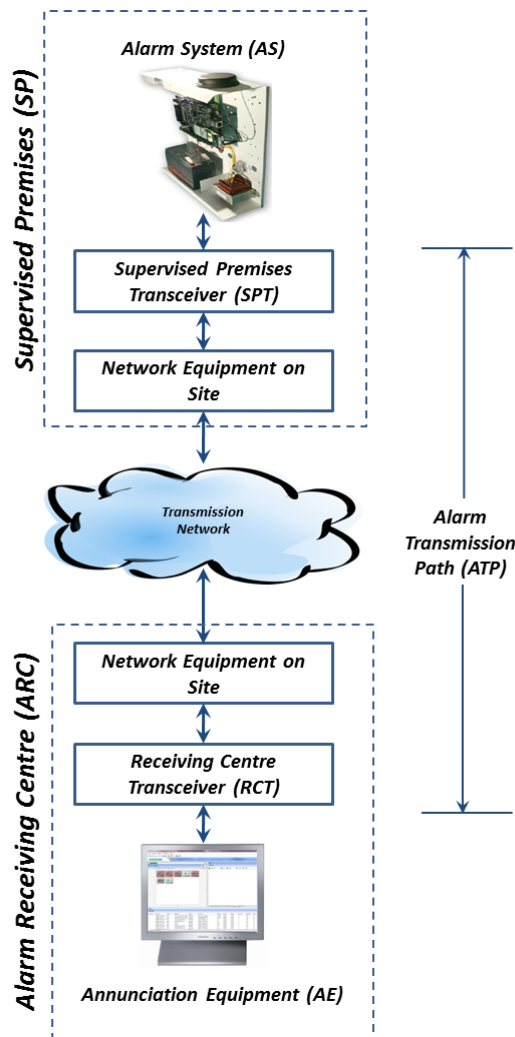 Supervised Premises (SP)
Alarm System (AS)
Supervised Premises
Transceiver (SPT)
Network Equipment on
Site
Transmission
Network
Alarm
Transmission
Path (ATP)
Alarm Receiving Centre (ARC)
Network Equipment on
Site
Receiving Centre
Transceiver (RCT)
Annunciation Equipment (AE)